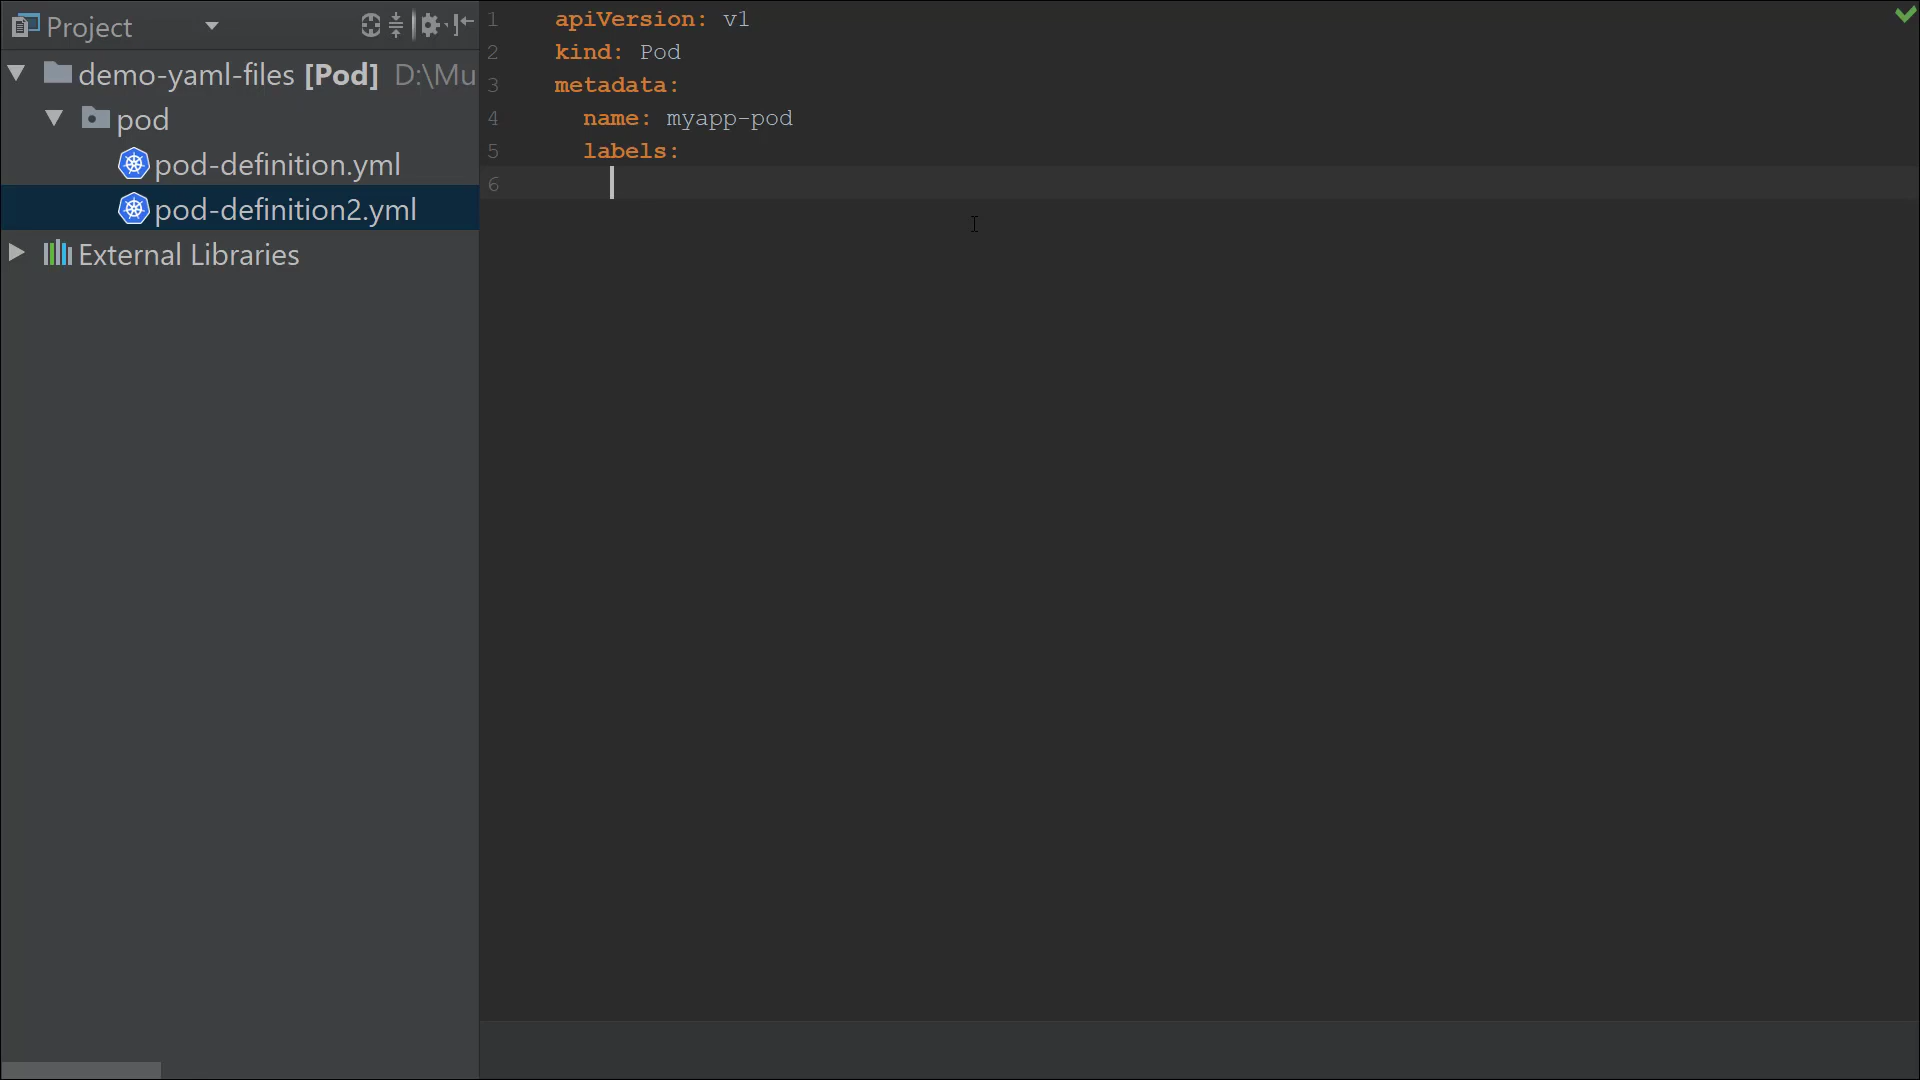 Project
demo-yaml-files [Pod] D:\Mu
pod
pod-definition.yml
pod-definition2.yml
External Libraries
1 apiVersion: v1
2 kind: Pod
3 metadata:
4   name: myapp-pod
5   labels:
6